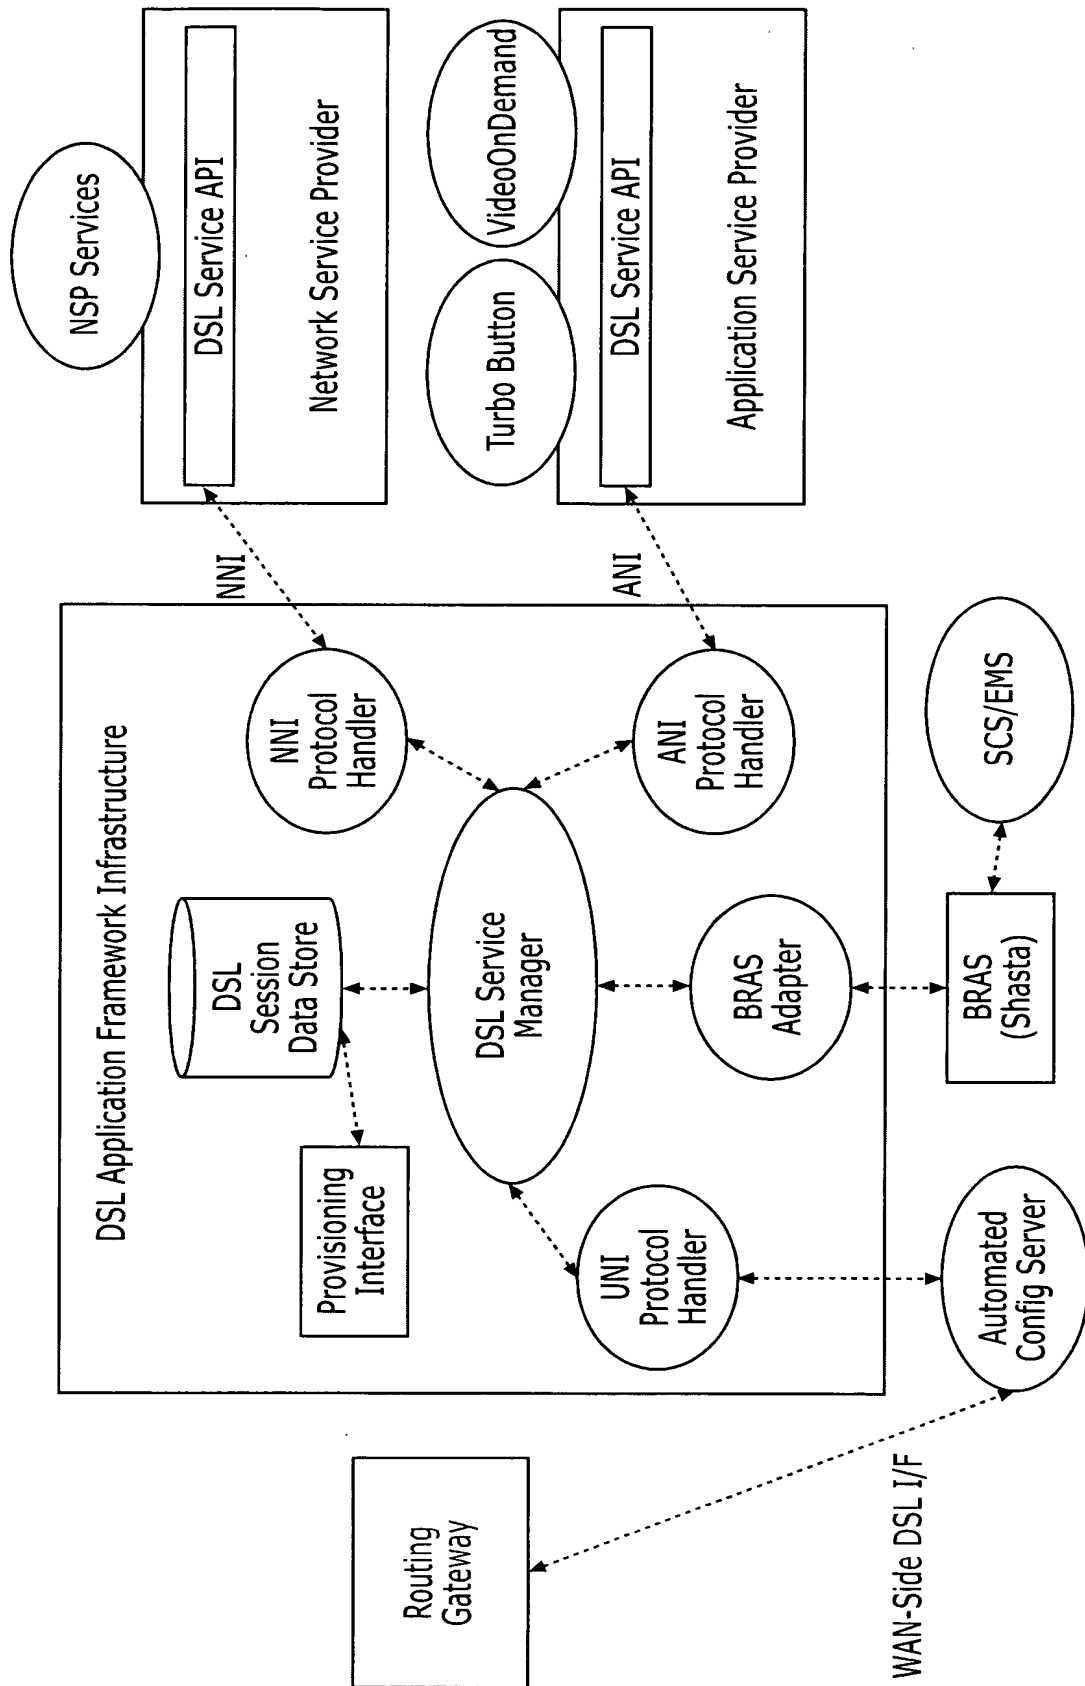 DSL Application Framework Infrastructure
Routing
Gateway
WAN-Side DSL I/F
Provisioning
Interface
DSL
Session
Data Store
DSL Service
Manager
UNI
Protocol
Handler
NNI
Protocol
Handler
ANI
Protocol
Handler
BRAS
Adapter
Automated
Config Server
BRAS
(Shasta)
SCS/EMS
NNI
ANI
NSP Services
DSL Service API
Network Service Provider
Turbo Button
VideoOnDemand
DSL Service API
Application Service Provider